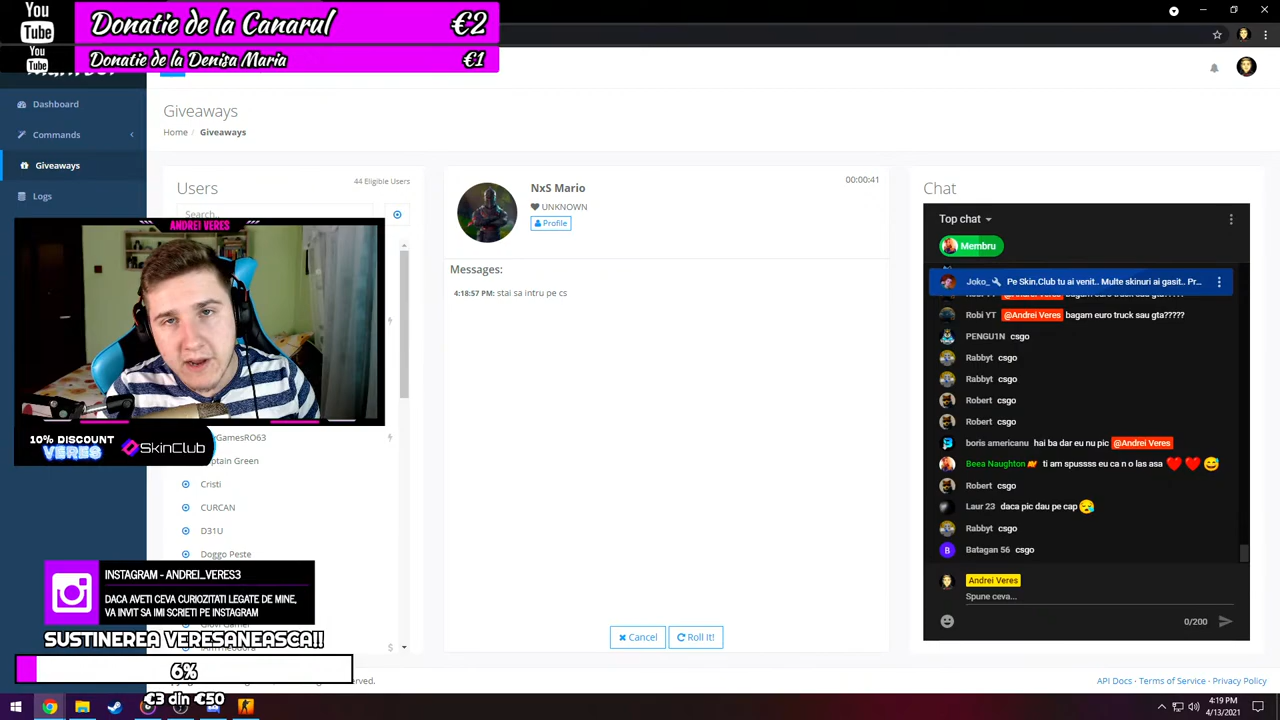 You
Tube
Donatie de la Canarul
€2
You
Tube
Donatie de la Denisa Maria
€1
Dashboard
Commands
Giveaways
Logs
Giveaways
Home / Giveaways
Users
44 Eligible Users
Search..
ANDREI VERES
10% DISCOUNT
VERES
SKINCLUB
Cristi
CURCAN
D31U
Doggo Peste
INSTAGRAM - ANDREI_VERES3
DACA AVETI CEVA CURIOZITATI LEGATE DE MINE,
VA INVIT SA IMI SCRIETI PE INSTAGRAM
SUSTINEREA VERESANEASCA!!
6%
€3 din €50
NxS Mario
00:00:41
UNKNOWN
Profile
Messages:
4:18:57 PM: stai sa intru pe cs
Cancel
Roll It!
Chat
Top chat
Membru
Joko_ Pe Skin.Club tu ai venit.. Multe skinuri ai gasit.. Pr...
Robi YT @Andrei Veres bagam euro truck sau gta?????
PENGU1N csgo
Rabbyt csgo
Rabbyt csgo
Robert csgo
Robert csgo
boris americanu hai ba dar eu nu pic @Andrei Veres
Beea Naughton ti am spussss eu ca n o las asa ❤️ ❤️ 😅
Robert csgo
Laur 23 daca pic dau pe cap 😥
Rabbyt csgo
B Batagan 56 csgo
Andrei Veres
Spune ceva...
0/200
API Docs - Terms of Service - Privacy Policy
4:19 PM
4/13/2021